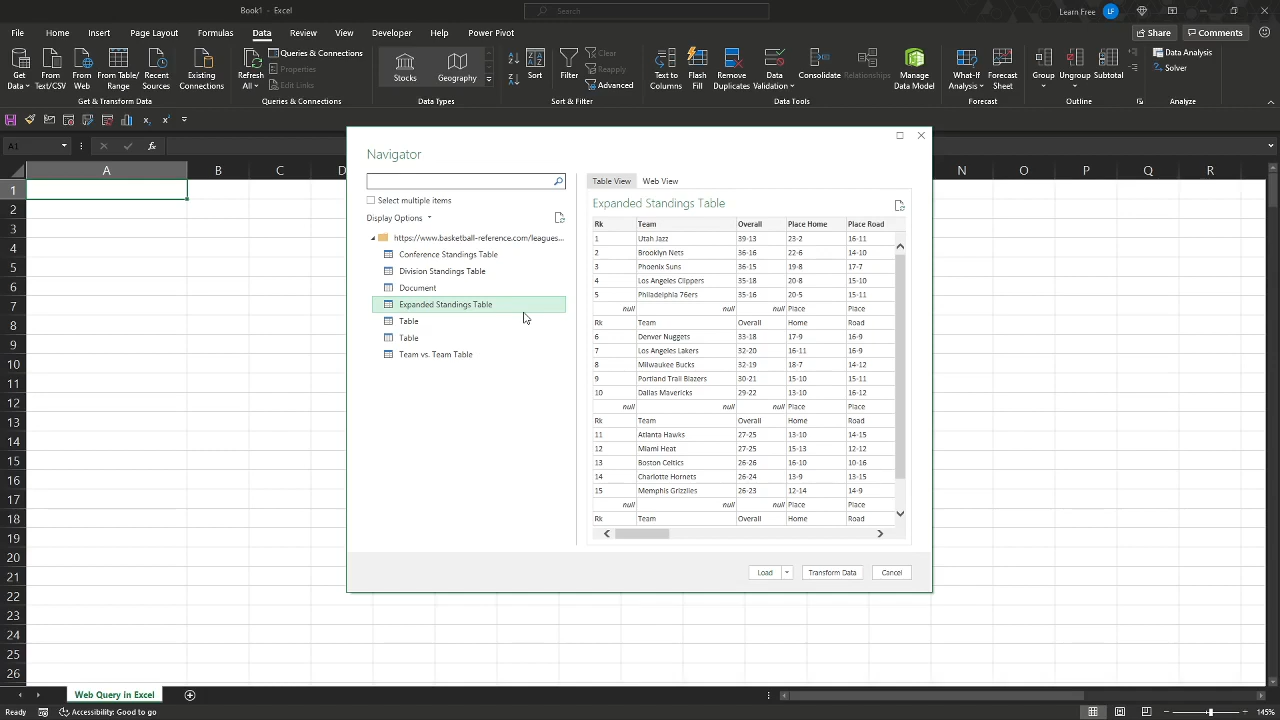 Book1 - Excel
Search
Learn Free
LF
File Home Insert Page Layout Formulas Data Review View Developer Help Power Pivot
Share
Comments
Get Data
From Text/CSV
From Web
From Table/ Range
Recent Sources
Existing Connections
Get & Transform Data
Refresh All
Queries & Connections
Properties
Edit Links
Queries & Connections
Stocks
Geography
Data Types
Sort
Filter
Clear
Reapply
Advanced
Sort & Filter
Text to Columns
Flash Fill
Remove Duplicates
Data Validation
Consolidate
Relationships
Manage Data Model
Data Tools
What-If Analysis
Forecast Sheet
Forecast
Group
Ungroup
Subtotal
Outline
Data Analysis
Solver
Analyze
A1
fx
A B C D N O P Q R
1
2
3
4
5
6
7
8
9
10
11
12
13
14
15
16
17
18
19
20
21
22
23
24
25
26
Navigator
Select multiple items
Display Options
https://www.basketball-reference.com/leagues...
Conference Standings Table
Division Standings Table
Document
Expanded Standings Table
Table
Table
Team vs. Team Table
Table View Web View
Expanded Standings Table
Rk Team Overall Place Home Place Road
1 Utah Jazz 39-13 23-2 16-11
2 Brooklyn Nets 36-16 22-6 14-10
3 Phoenix Suns 36-15 19-8 17-7
4 Los Angeles Clippers 35-18 20-8 15-10
5 Philadelphia 76ers 35-16 20-5 15-11
null null null Place Place
Rk Team Overall Home Road
6 Denver Nuggets 33-18 17-9 16-9
7 Los Angeles Lakers 32-20 16-11 16-9
8 Milwaukee Bucks 32-19 18-7 14-12
9 Portland Trail Blazers 30-21 15-10 15-11
10 Dallas Mavericks 29-22 13-10 16-12
null null null Place Place
Rk Team Overall Home Road
11 Atlanta Hawks 27-25 13-10 14-15
12 Miami Heat 27-25 15-13 12-12
13 Boston Celtics 26-26 16-10 10-16
14 Charlotte Hornets 26-24 13-9 13-15
15 Memphis Grizzlies 26-23 12-14 14-9
null null null Place Place
Rk Team Overall Home Road
Load
Transform Data
Cancel
Web Query in Excel
Ready
Accessibility: Good to go
145%